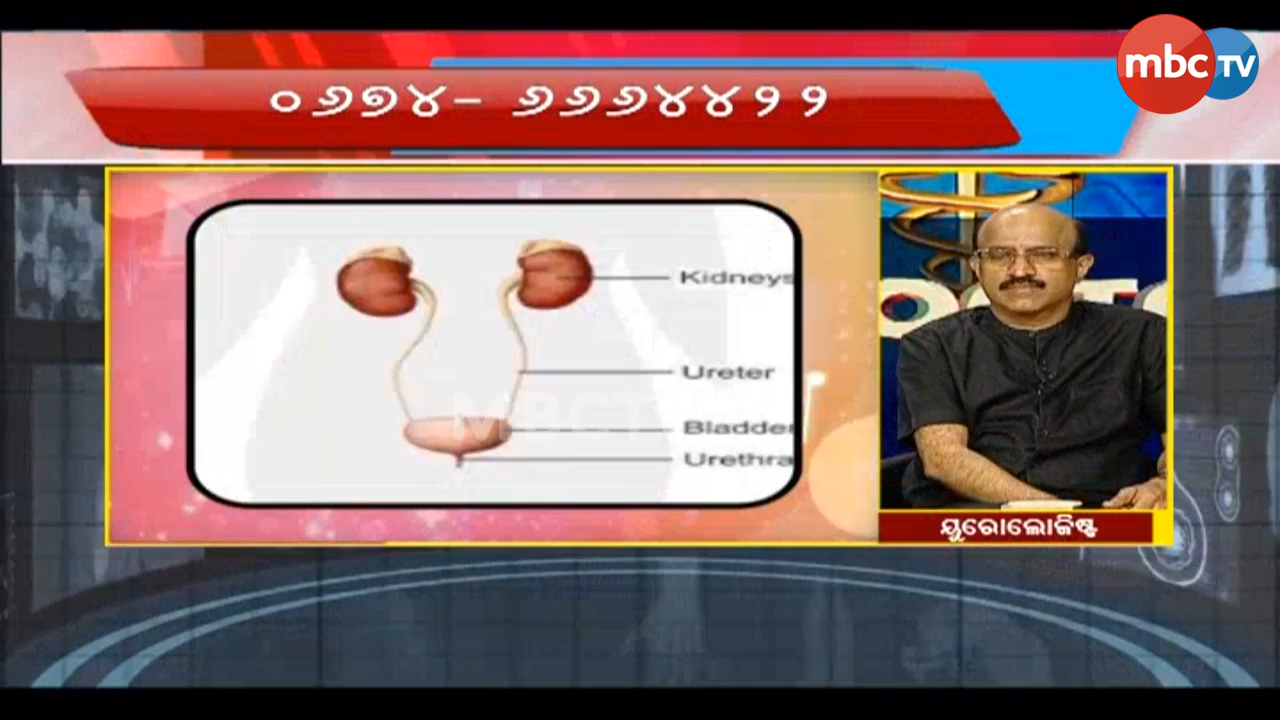 mbc TV
୦୬୭୪- ୬୬୬୪୪୨୨
Kidneys
Ureter
Bladder
Urethra
ୟୁରୋଲୋଜିଷ୍ଟ